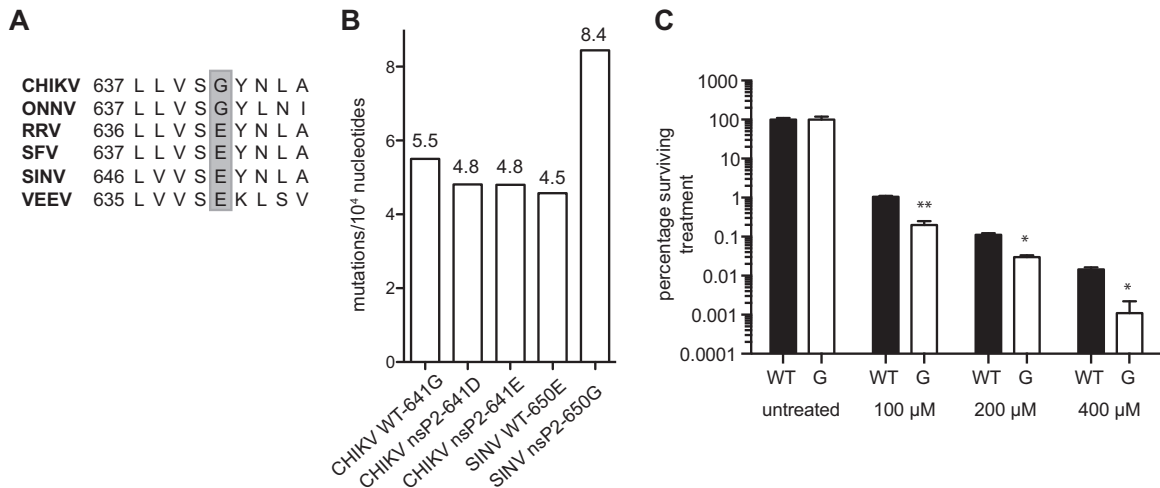 A
CHIKV 637 L L V S G Y N L A
ONNV 637 L L V S G Y L N I
RRV 636 L L V S E Y N L A
SFV 637 L L V S E Y N L A
SINV 646 L V V S E Y N L A
VEEV 635 L V V S E K L S V
B
mutations/10⁴ nucleotides
8
6
4
2
0
5.5
4.8
4.8
4.5
8.4
CHIKV WT-641G
CHIKV nsP2-641D
CHIKV nsP2-641E
SINV WT-650E
SINV nsP2-650G
C
percentage surviving
treatment
1000
100
10
1
0.1
0.01
0.001
0.0001
**
*
*
WT G WT G WT G WT G
untreated 100 µM 200 µM 400 µM